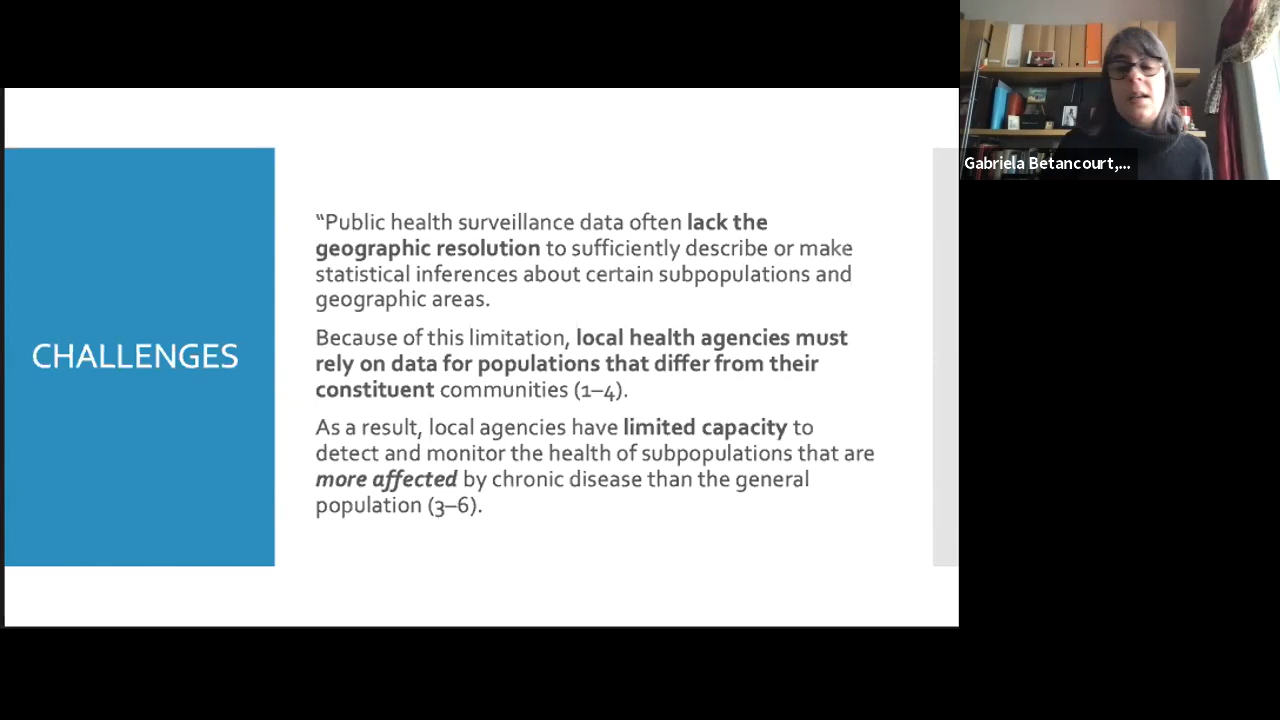 CHALLENGES
“Public health surveillance data often lack the
geographic resolution to sufficiently describe or make
statistical inferences about certain subpopulations and
geographic areas.
Because of this limitation, local health agencies must
rely on data for populations that differ from their
constituent communities (1–4).
As a result, local agencies have limited capacity to
detect and monitor the health of subpopulations that are
more affected by chronic disease than the general
population (3–6).
Gabriela Betancourt,...